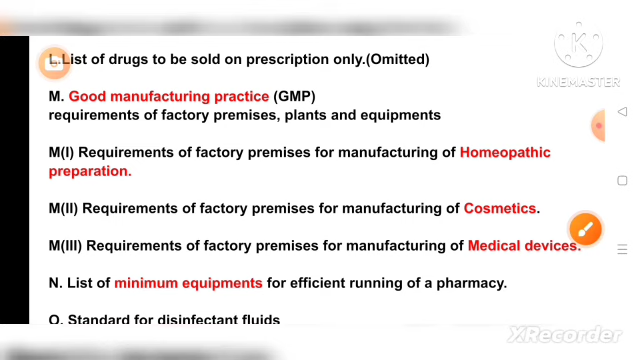 L.List of drugs to be sold on prescription only.(Omitted)
KINEMASTER
M. Good manufacturing practice (GMP)
requirements of factory premises, plants and equipments
M(I) Requirements of factory premises for manufacturing of Homeopathic
preparation.
M(II) Requirements of factory premises for manufacturing of Cosmetics.
M(III) Requirements of factory premises for manufacturing of Medical devices.
N. List of minimum equipments for efficient running of a pharmacy.
O. Standard for disinfectant fluids
XRecorder